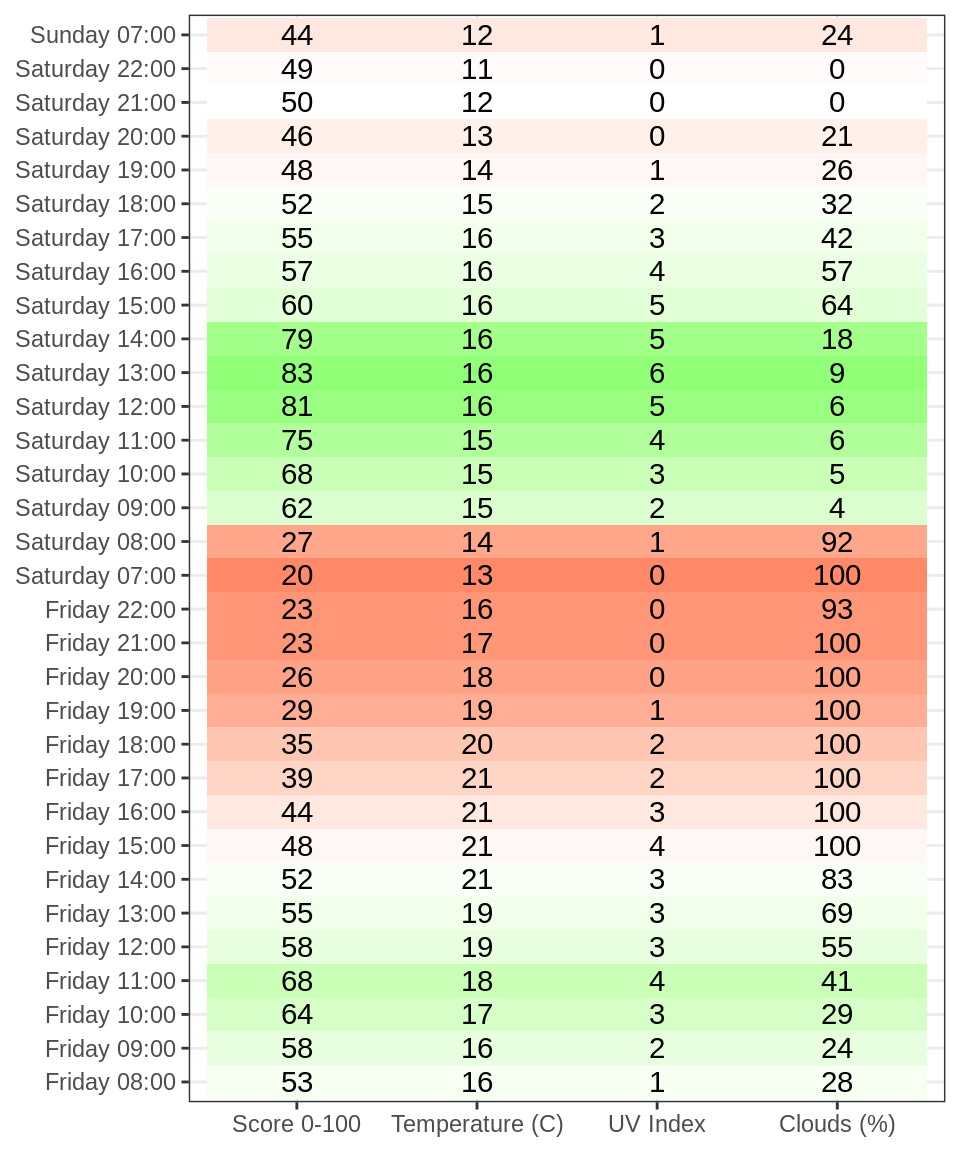 Sunday 07:00 44 12 1 24
Saturday 22:00 49 11 0 0
Saturday 21:00 50 12 0 0
Saturday 20:00 46 13 0 21
Saturday 19:00 48 14 1 26
Saturday 18:00 52 15 2 32
Saturday 17:00 55 16 3 42
Saturday 16:00 57 16 4 57
Saturday 15:00 60 16 5 64
Saturday 14:00 79 16 5 18
Saturday 13:00 83 16 6 9
Saturday 12:00 81 16 5 6
Saturday 11:00 75 15 4 6
Saturday 10:00 68 15 3 5
Saturday 09:00 62 15 2 4
Saturday 08:00 27 14 1 92
Saturday 07:00 20 13 0 100
Friday 22:00 23 16 0 93
Friday 21:00 23 17 0 100
Friday 20:00 26 18 0 100
Friday 19:00 29 19 1 100
Friday 18:00 35 20 2 100
Friday 17:00 39 21 2 100
Friday 16:00 44 21 3 100
Friday 15:00 48 21 4 100
Friday 14:00 52 21 3 83
Friday 13:00 55 19 3 69
Friday 12:00 58 19 3 55
Friday 11:00 68 18 4 41
Friday 10:00 64 17 3 29
Friday 09:00 58 16 2 24
Friday 08:00 53 16 1 28
Score 0-100 Temperature (C) UV Index Clouds (%)